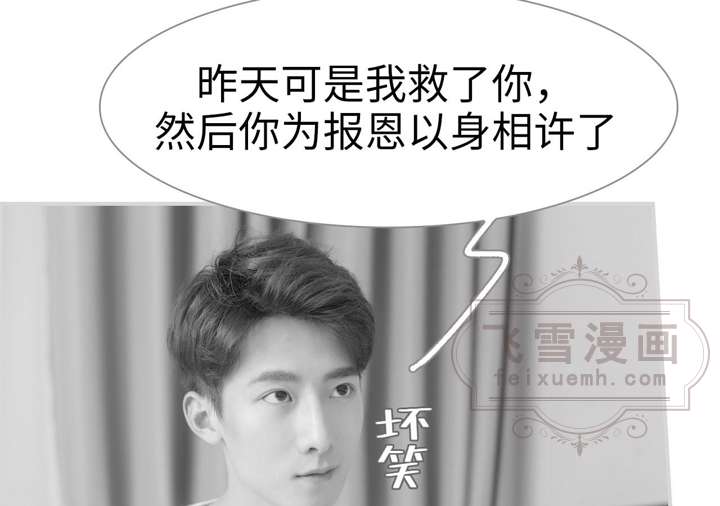 昨天可是我救了你，
然后你为报恩以身相许了
飞雪漫画
feixuemh.com
坏
笑